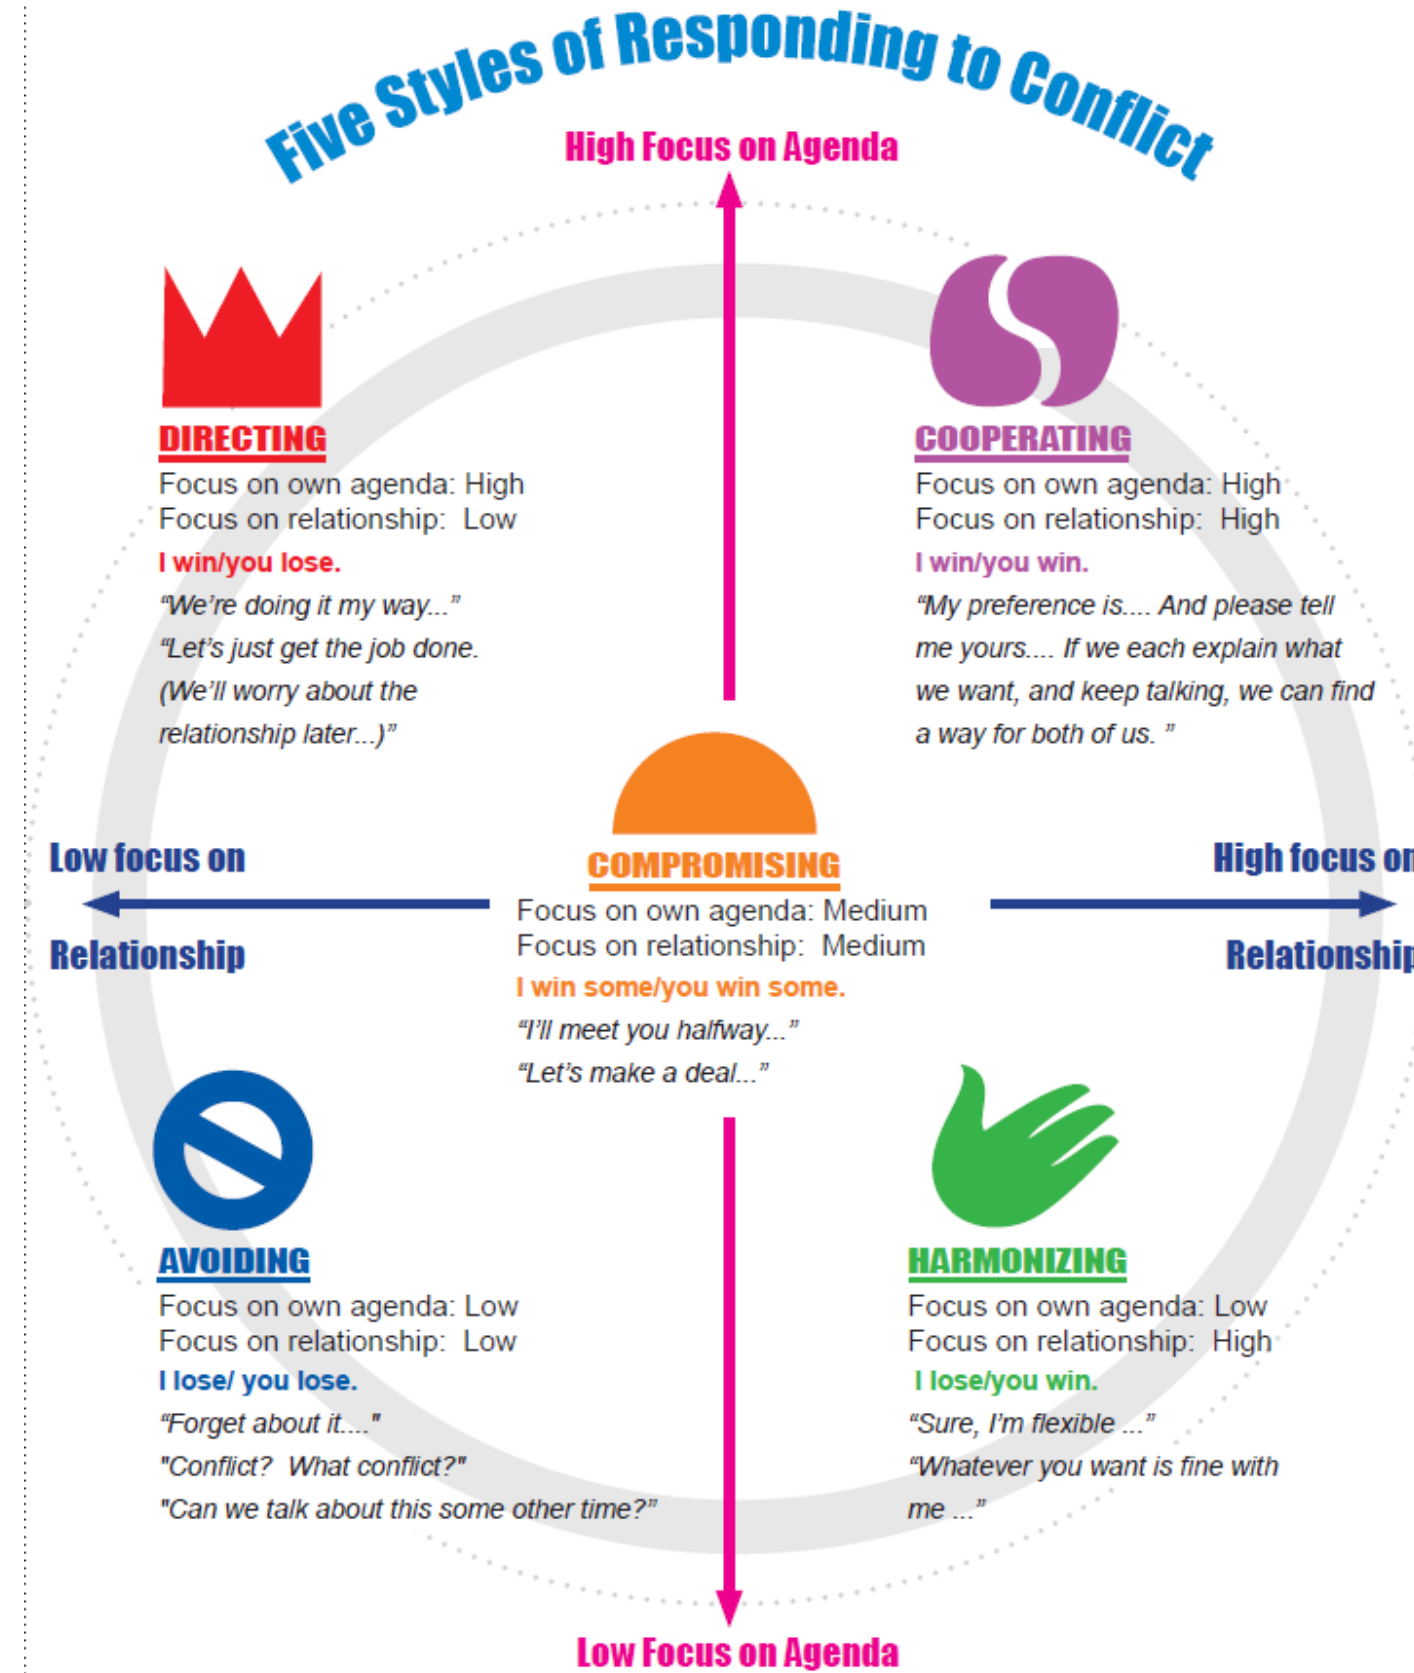 Five Styles of Responding to Conflict
High Focus on Agenda
DIRECTING
Focus on own agenda: High
Focus on relationship:  Low
I win/you lose.
“We’re doing it my way...”
“Let’s just get the job done.
(We’ll worry about the
relationship later...)”
COOPERATING
Focus on own agenda: High
Focus on relationship:  High
I win/you win.
“My preference is.... And please tell
me yours.... If we each explain what
we want, and keep talking, we can find
a way for both of us. ”
Low focus on
Relationship
COMPROMISING
Focus on own agenda: Medium
Focus on relationship:  Medium
I win some/you win some.
“I’ll meet you halfway...”
“Let’s make a deal...”
High focus on
Relationship
AVOIDING
Focus on own agenda: Low
Focus on relationship:  Low
I lose/ you lose.
“Forget about it...."
"Conflict?  What conflict?"
"Can we talk about this some other time?”
HARMONIZING
Focus on own agenda: Low
Focus on relationship:  High
I lose/you win.
“Sure, I’m flexible ...”
“Whatever you want is fine with
me ...”
Low Focus on Agenda